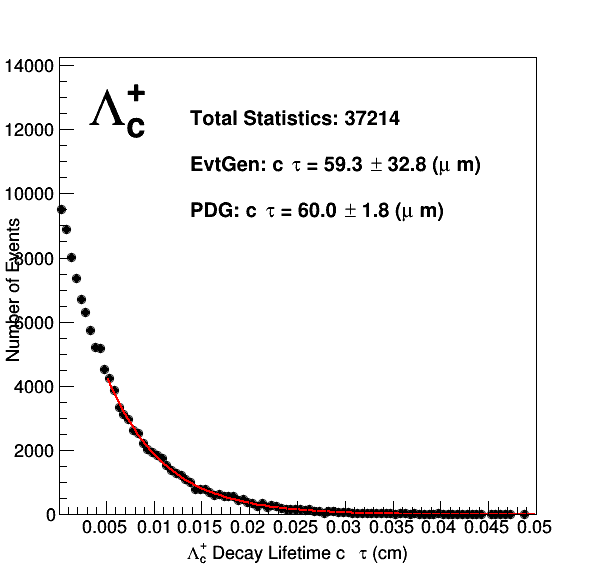 Λc+
Total Statistics: 37214
EvtGen: c τ = 59.3 ± 32.8 (μ m)
PDG: c τ = 60.0 ± 1.8 (μ m)
Number of Events
14000
12000
10000
8000
6000
4000
2000
0
0.005 0.01 0.015 0.02 0.025 0.03 0.035 0.04 0.045 0.05
Λc+ Decay Lifetime c τ (cm)